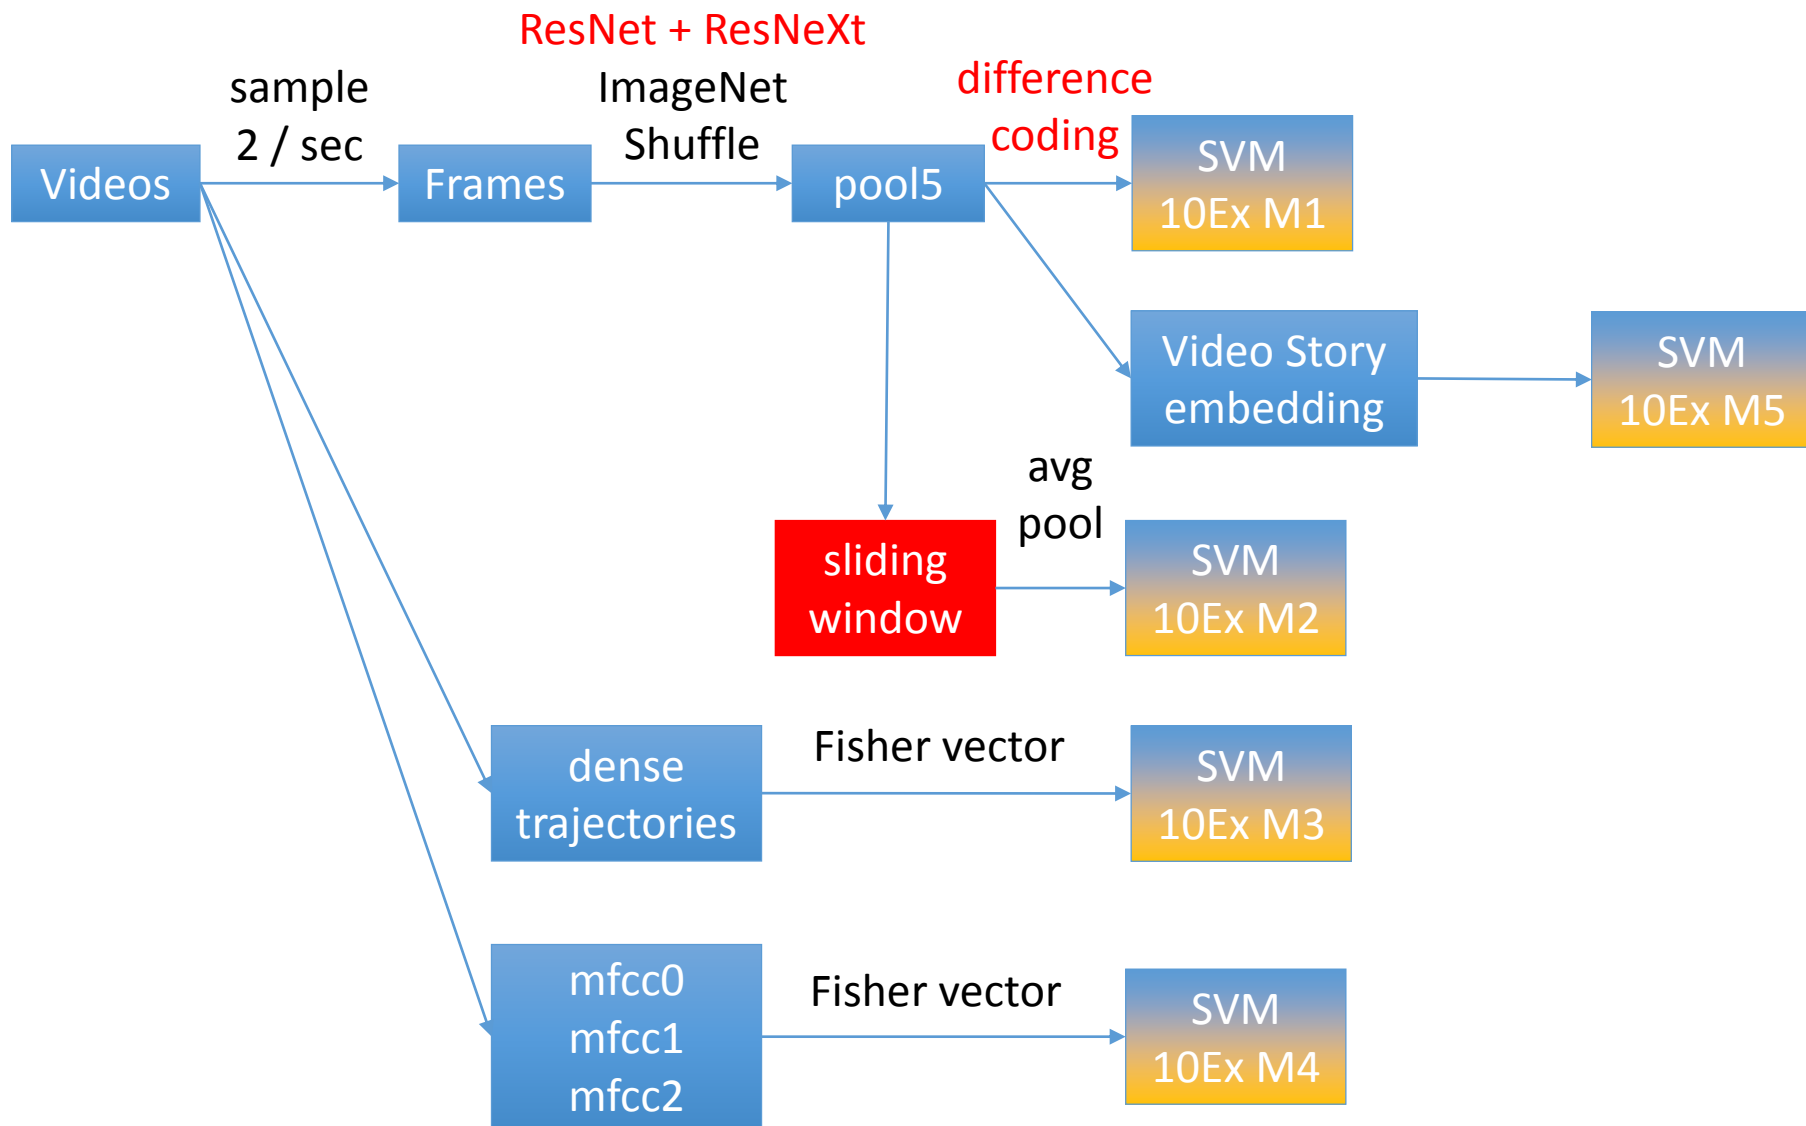 ResNet + ResNeXt
sample
2 / sec
ImageNet
Shuffle
difference
coding
Videos
Frames
pool5
SVM
10Ex M1
Video Story
embedding
SVM
10Ex M5
avg
pool
sliding
window
SVM
10Ex M2
dense
trajectories
Fisher vector
SVM
10Ex M3
mfcc0
mfcc1
mfcc2
Fisher vector
SVM
10Ex M4